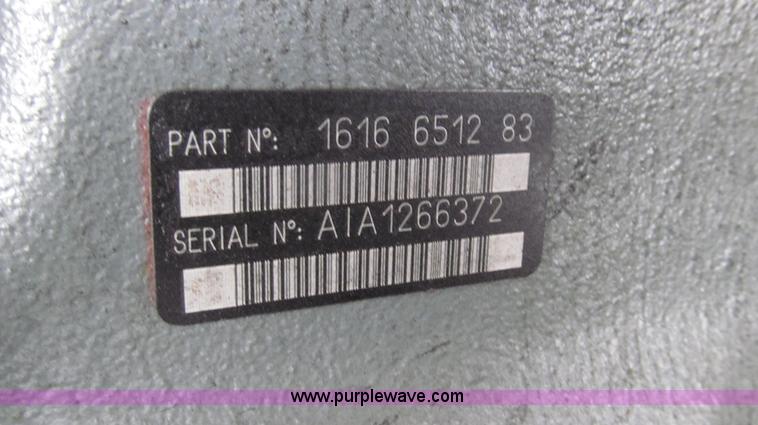 PART N°: 1616 6512 83
SERIAL N°: AIA1266372
www.purplewave.com